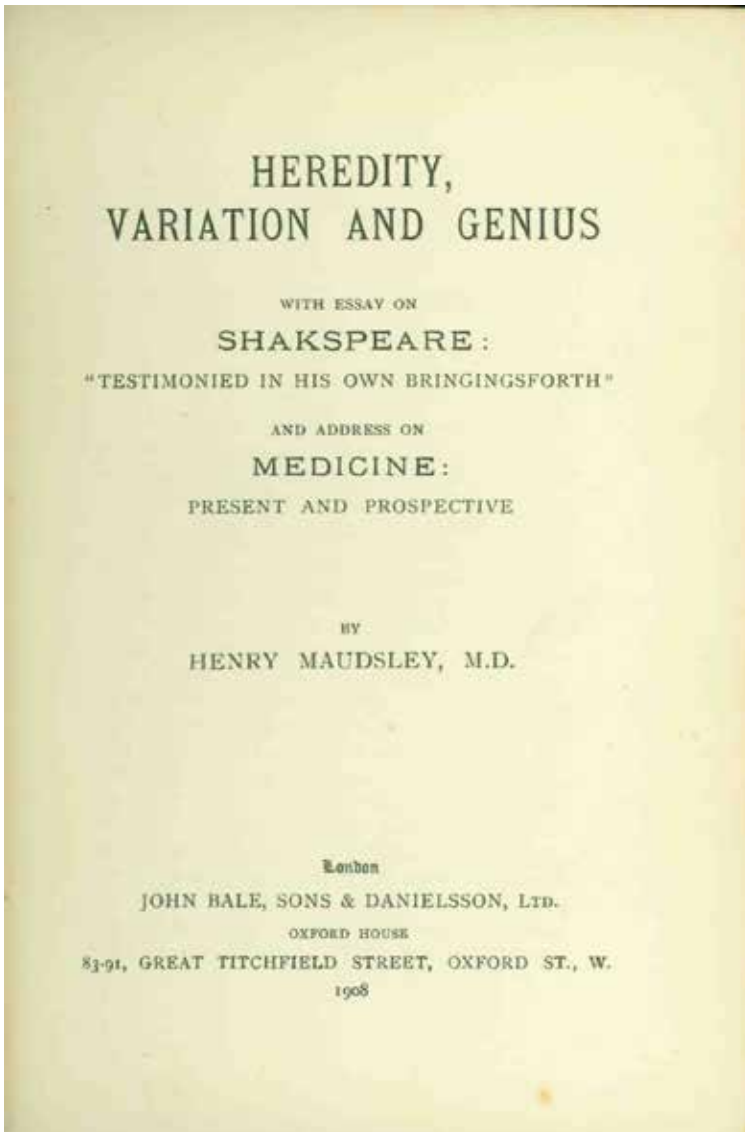 HEREDITY,
VARIATION AND GENIUS
WITH ESSAY ON
SHAKSPEARE:
"TESTIMONIED IN HIS OWN BRINGINGSFORTH"
AND ADDRESS ON
MEDICINE:
PRESENT AND PROSPECTIVE
BY
HENRY MAUDSLEY, M.D.
London
JOHN BALE, SONS & DANIELSSON, LTD.
OXFORD HOUSE
83-91, GREAT TITCHFIELD STREET, OXFORD ST., W.
1908